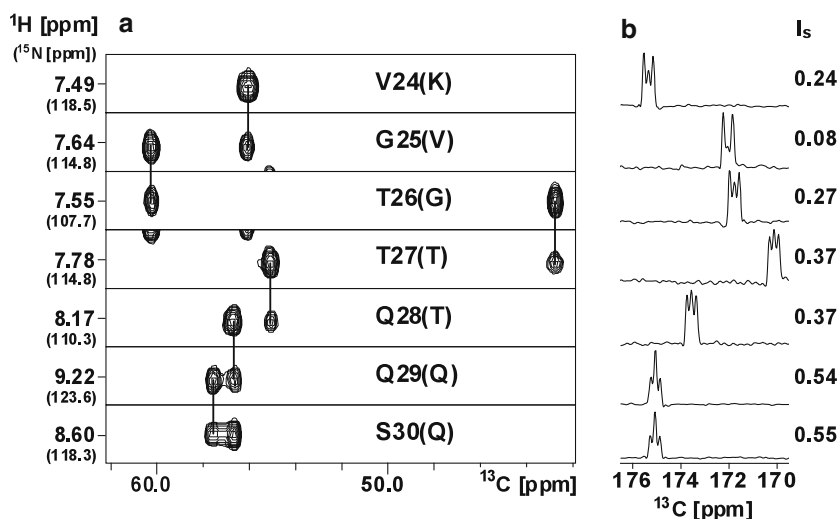 ¹H [ppm] a b Iₛ
(¹⁵N [ppm])
7.49 V24(K) 0.24
(118.5)
7.64 G25(V) 0.08
(114.8)
7.55 T26(G) 0.27
(107.7)
7.78 T27(T) 0.37
(114.8)
8.17 Q28(T) 0.37
(110.3)
9.22 Q29(Q) 0.54
(123.6)
8.60 S30(Q) 0.55
(118.3)
60.0 50.0 ¹³C [ppm] 176 174 172 170
¹³C [ppm]